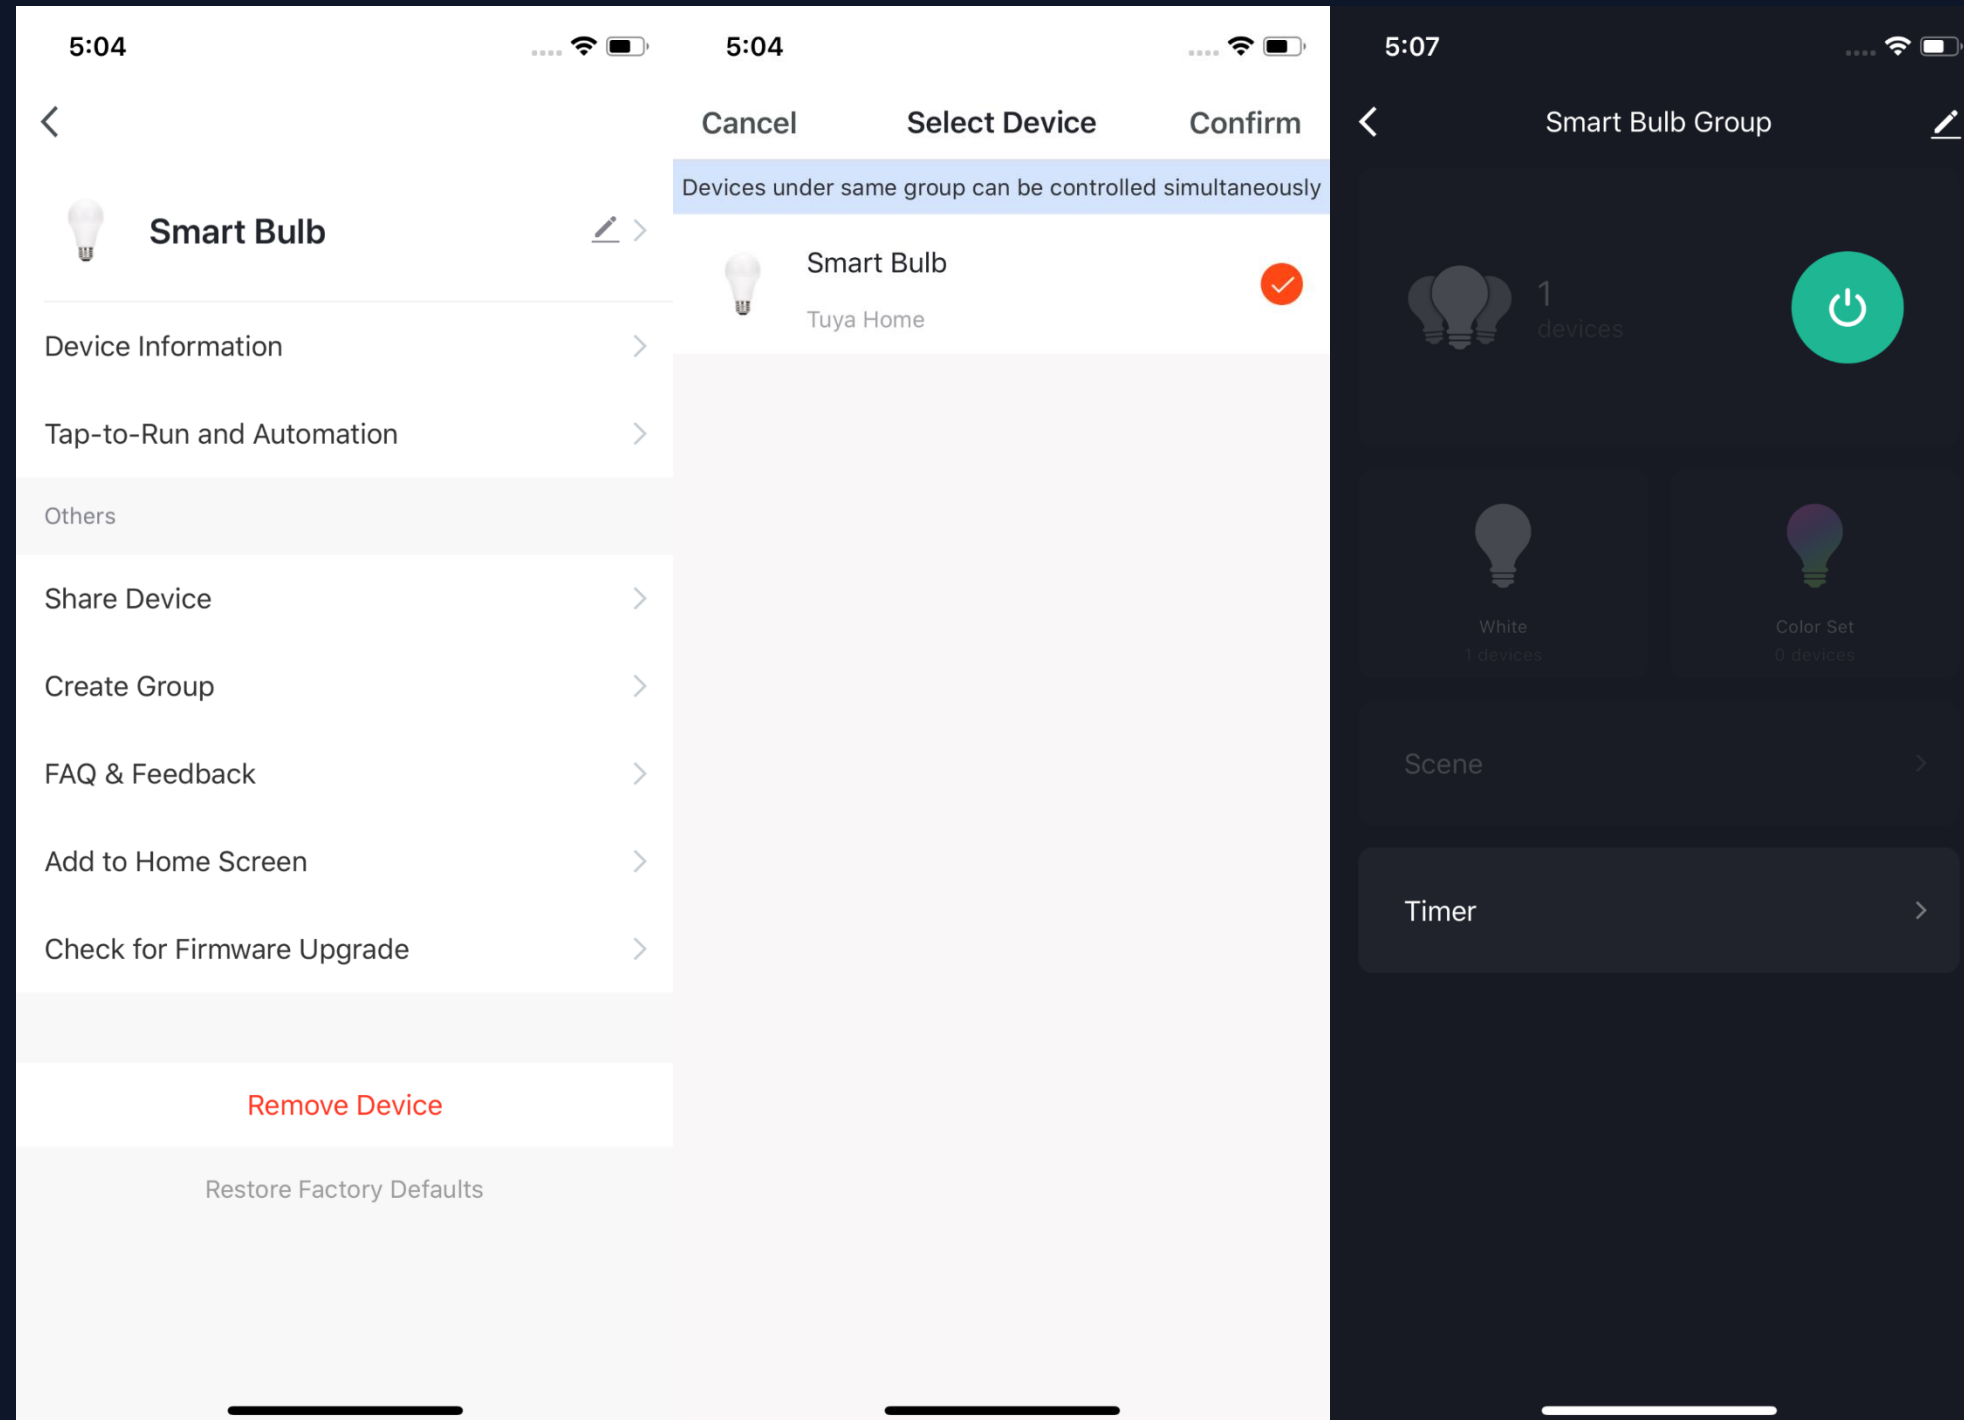 5:04
Smart Bulb
Device Information
Tap-to-Run and Automation
Others
Share Device
Create Group
FAQ & Feedback
Add to Home Screen
Check for Firmware Upgrade
Remove Device
Restore Factory Defaults
5:04
Cancel Select Device Confirm
Devices under same group can be controlled simultaneously
Smart Bulb
Tuya Home
5:07
Smart Bulb Group
1
devices
White
1 devices
Color Set
0 devices
Scene
Timer